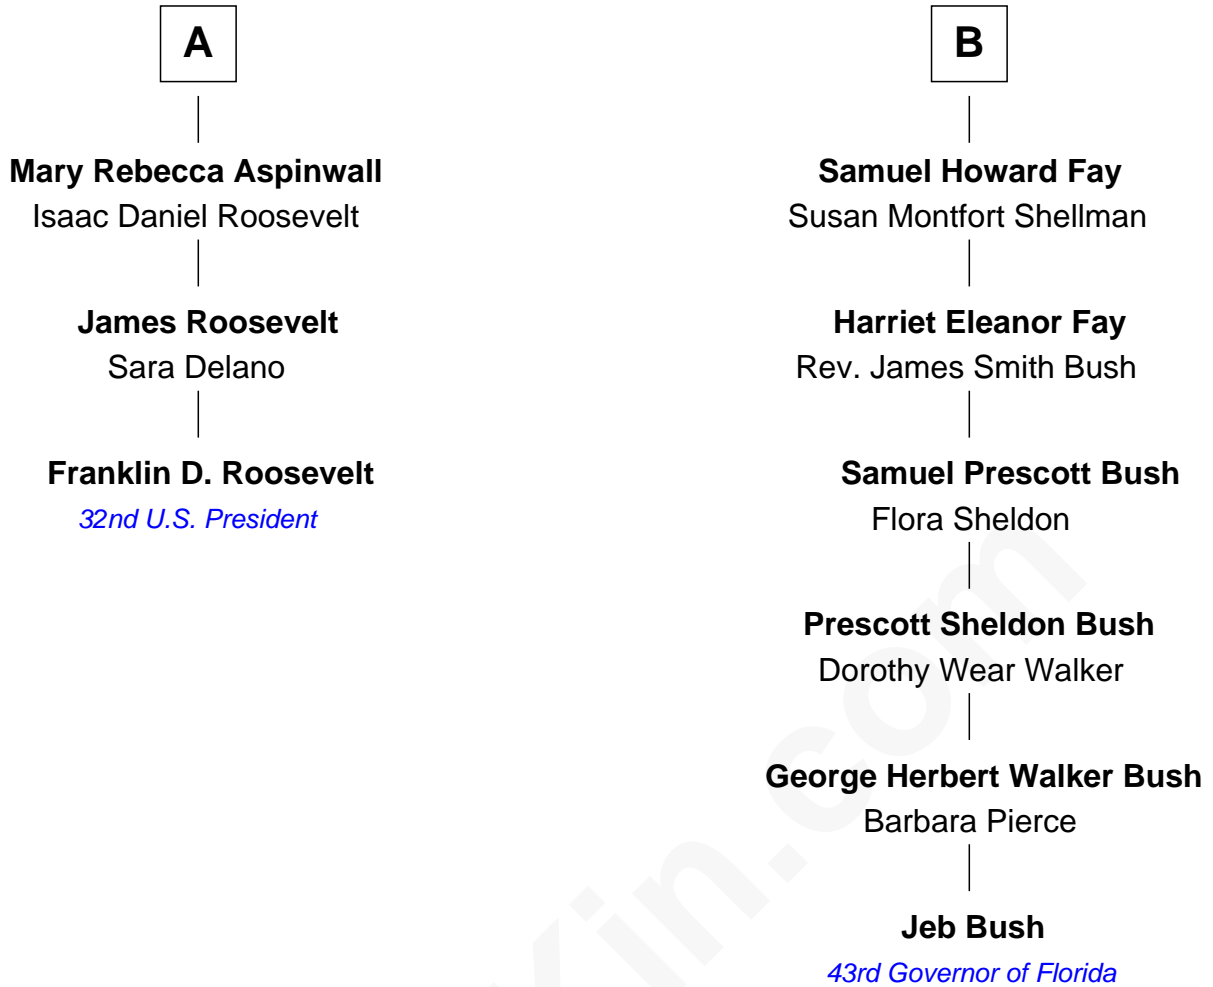 A
Mary Rebecca Aspinwall
Isaac Daniel Roosevelt
James Roosevelt
Sara Delano
Franklin D. Roosevelt
32nd U.S. President
B
Samuel Howard Fay
Susan Montfort Shellman
Harriet Eleanor Fay
Rev. James Smith Bush
Samuel Prescott Bush
Flora Sheldon
Prescott Sheldon Bush
Dorothy Wear Walker
George Herbert Walker Bush
Barbara Pierce
Jeb Bush
43rd Governor of Florida
Kin.com